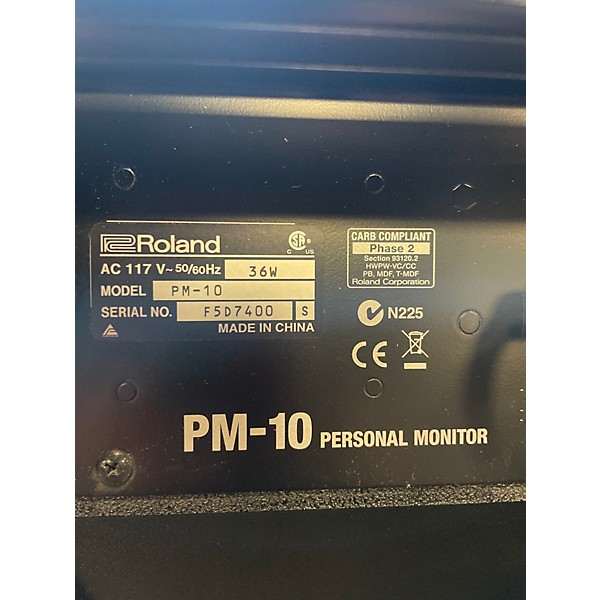 Roland
C US
AC 117 V~ 50/60Hz 36W
MODEL PM-10
SERIAL NO. F5D7400 S
MADE IN CHINA
CARB COMPLIANT
Phase 2
Section 93120.2
HWPW-VC/CC
PB, MDF, T-MDF
Roland Corporation
N225
CE
PM-10 PERSONAL MONITOR